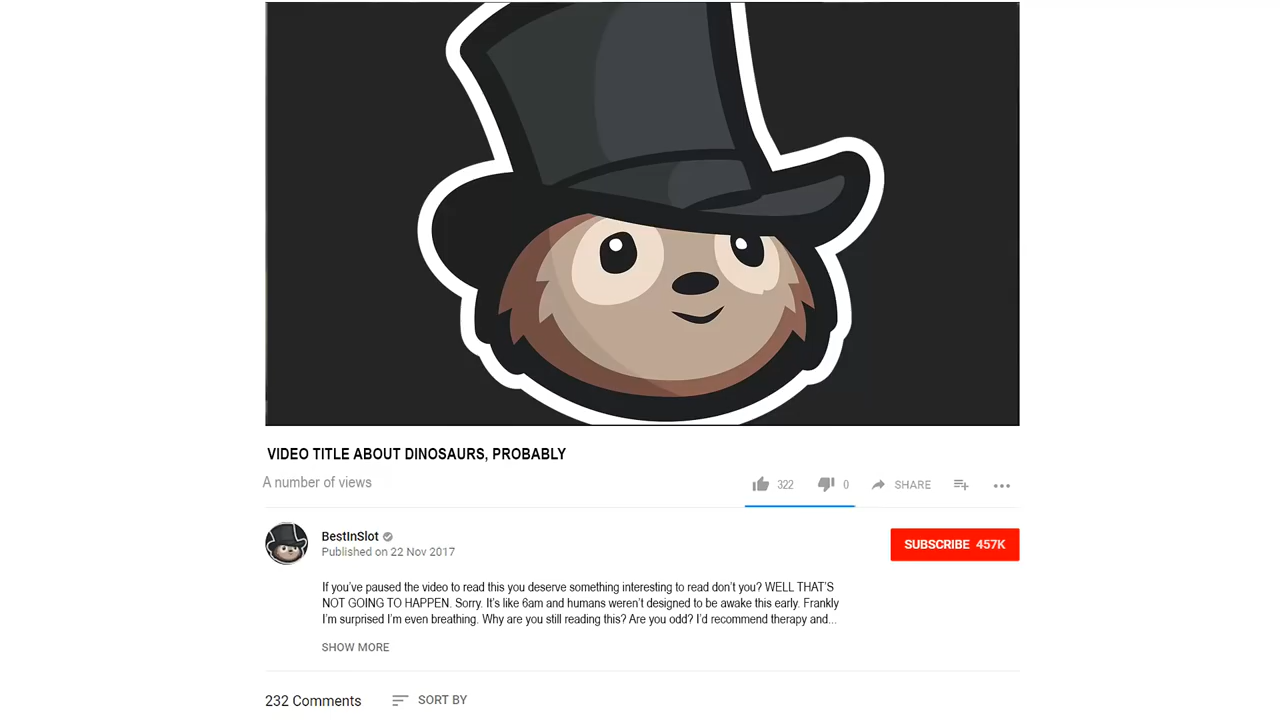 VIDEO TITLE ABOUT DINOSAURS, PROBABLY
A number of views
322 0 SHARE
BestInSlot
Published on 22 Nov 2017
SUBSCRIBE 457K
If you've paused the video to read this you deserve something interesting to read don't you? WELL THAT'S
NOT GOING TO HAPPEN. Sorry. It's like 6am and humans weren't designed to be awake this early. Frankly
I'm surprised I'm even breathing. Why are you still reading this? Are you odd? I'd recommend therapy and...
SHOW MORE
232 Comments SORT BY